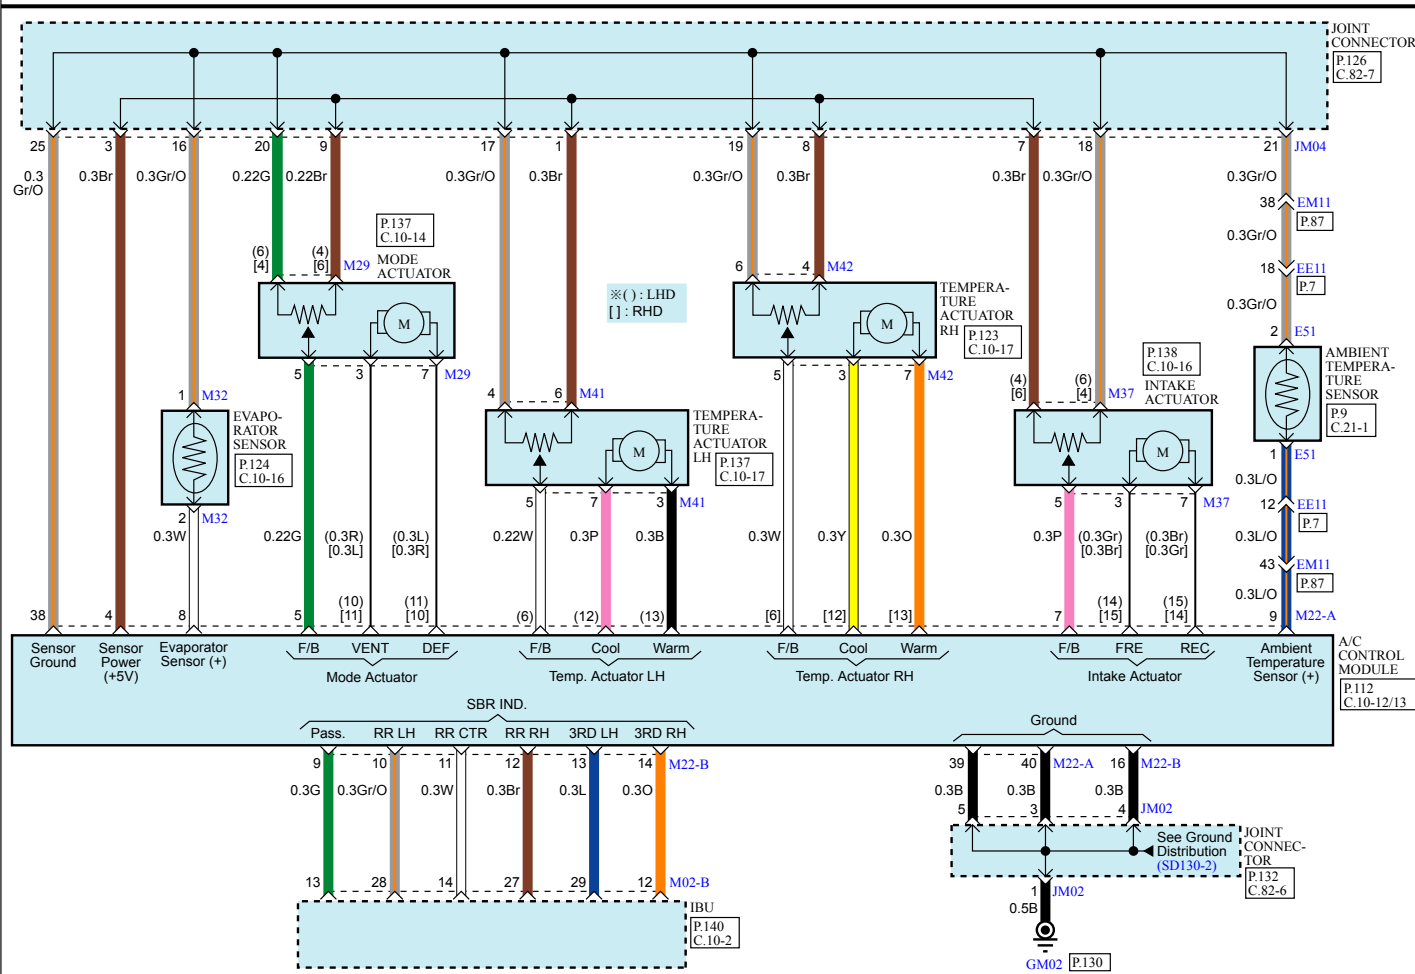 JOINT
CONNECTOR
P.126
C.82-7
25 3 16 20 9 17 1 19 8 7 18 21 JM04
0.3
Gr/O
0.3Br 0.3Gr/O 0.22G 0.22Br 0.3Gr/O 0.3Br 0.3Gr/O 0.3Br 0.3Br 0.3Gr/O 0.3Gr/O
38 EM11
P.87
0.3Gr/O
18 EE11
P.7
0.3Gr/O
2 E51
P.137
C.10-14
MODE
ACTUATOR
(6) (4)
[4] [6] M29
M
5 3 7 M29
※( ) : LHD
[ ] : RHD
6 4 M42
TEMPERA-
TURE
ACTUATOR
RH
P.123
C.10-17
M
5 3 7 M42
P.138
C.10-16
INTAKE
ACTUATOR
(4) (6)
[6] [4] M37
M
5 3 7 M37
AMBIENT
TEMPERA-
TURE
SENSOR
P.9
C.21-1
1 E51
0.3L/O
12 EE11
P.7
0.3L/O
43 EM11
P.87
0.3L/O
9 M22-A
1 M32
EVAPO-
RATOR
SENSOR
P.124
C.10-16
2 M32
4 6 M41
TEMPERA-
TURE
ACTUATOR
LH
P.137
C.10-17
M
5 7 3 M41
0.3W 0.22G (0.3R) (0.3L) 0.22W 0.3P 0.3B 0.3W 0.3Y 0.3O 0.3P (0.3Gr) (0.3Br)
[0.3L] [0.3R] [0.3Br] [0.3Gr]
(10) (11) (14) (15)
38 4 8 5 [11] [10] (6) (12) (13) [6] [12] [13] 7 [15] [14]
Sensor
Ground
Sensor
Power
(+5V)
Evaporator
Sensor (+)
F/B VENT DEF
Mode Actuator
F/B Cool Warm
Temp. Actuator LH
F/B Cool Warm
Temp. Actuator RH
F/B FRE REC
Intake Actuator
Ambient
Temperature
Sensor (+)
A/C
CONTROL
MODULE
P.112
C.10-12/13
SBR IND.
Pass. RR LH RR CTR RR RH 3RD LH 3RD RH
Ground
9 10 11 12 13 14 M22-B
0.3G 0.3Gr/O 0.3W 0.3Br 0.3L 0.3O
13 28 14 27 29 12 M02-B
IBU
P.140
C.10-2
39 40 M22-A 16 M22-B
0.3B 0.3B 0.3B
5 3 4 JM02
See Ground
Distribution
(SD130-2)
JOINT
CONNEC-
TOR
P.132
C.82-6
1 JM02
0.5B
GM02 P.130